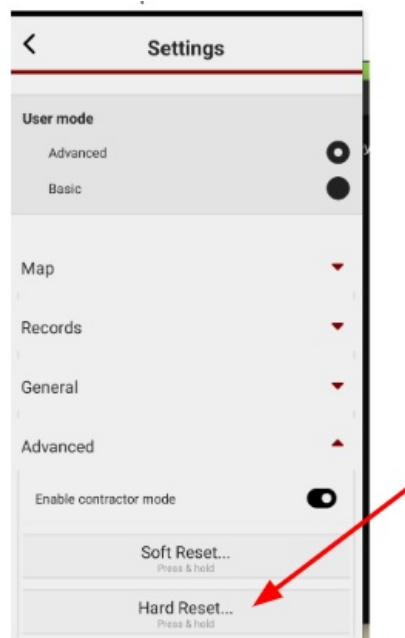 Settings
User mode
Advanced
Basic
Map
Records
General
Advanced
Enable contractor mode
Soft Reset...
Press & hold
Hard Reset...
Press & hold